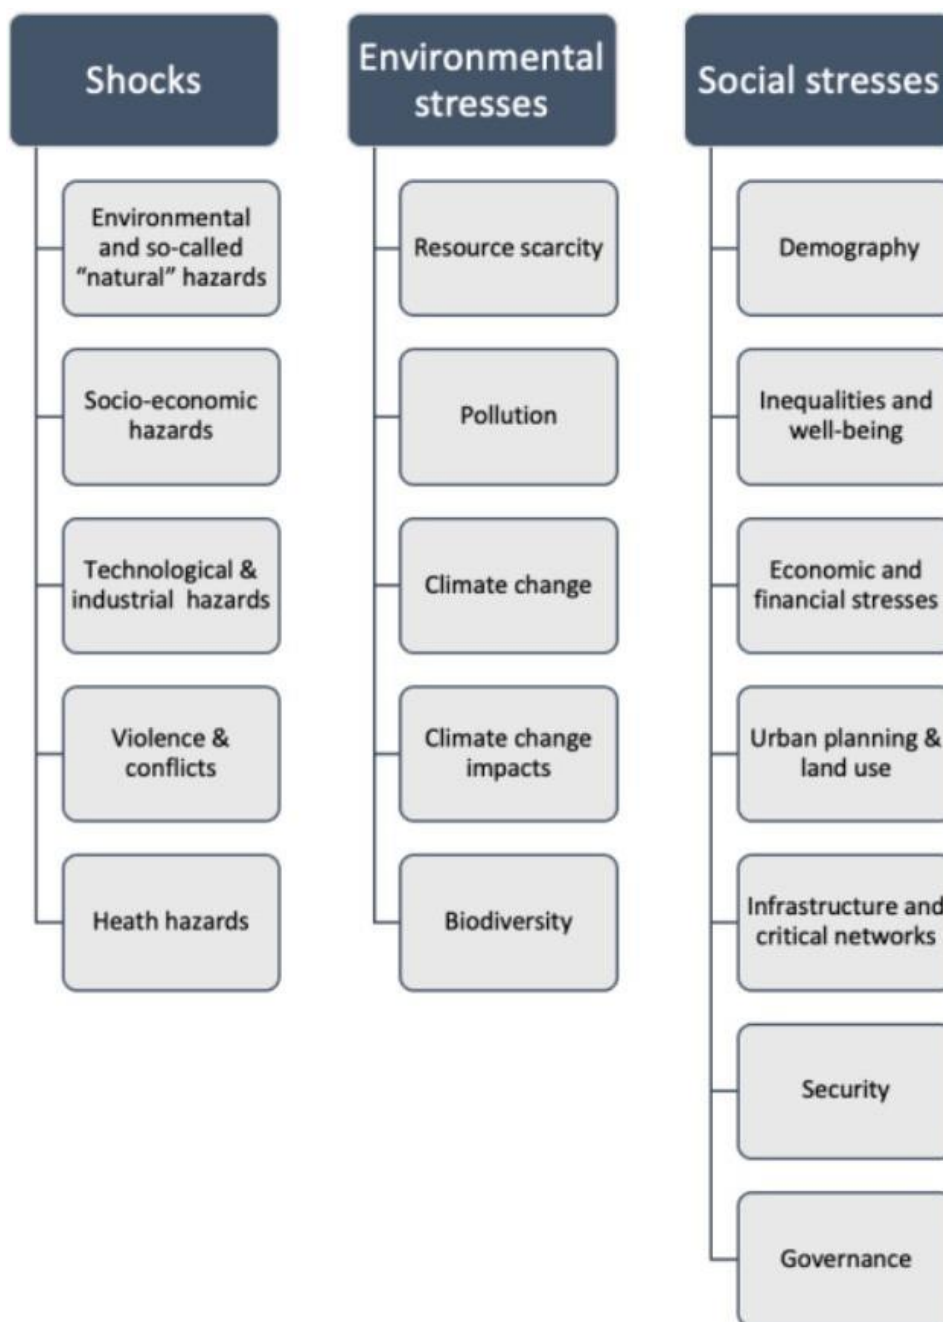 Shocks
Environmental
and so-called
“natural” hazards
Socio-economic
hazards
Technological &
industrial hazards
Violence &
conflicts
Heath hazards
Environmental
stresses
Resource scarcity
Pollution
Climate change
Climate change
impacts
Biodiversity
Social stresses
Demography
Inequalities and
well-being
Economic and
financial stresses
Urban planning &
land use
Infrastructure and
critical networks
Security
Governance